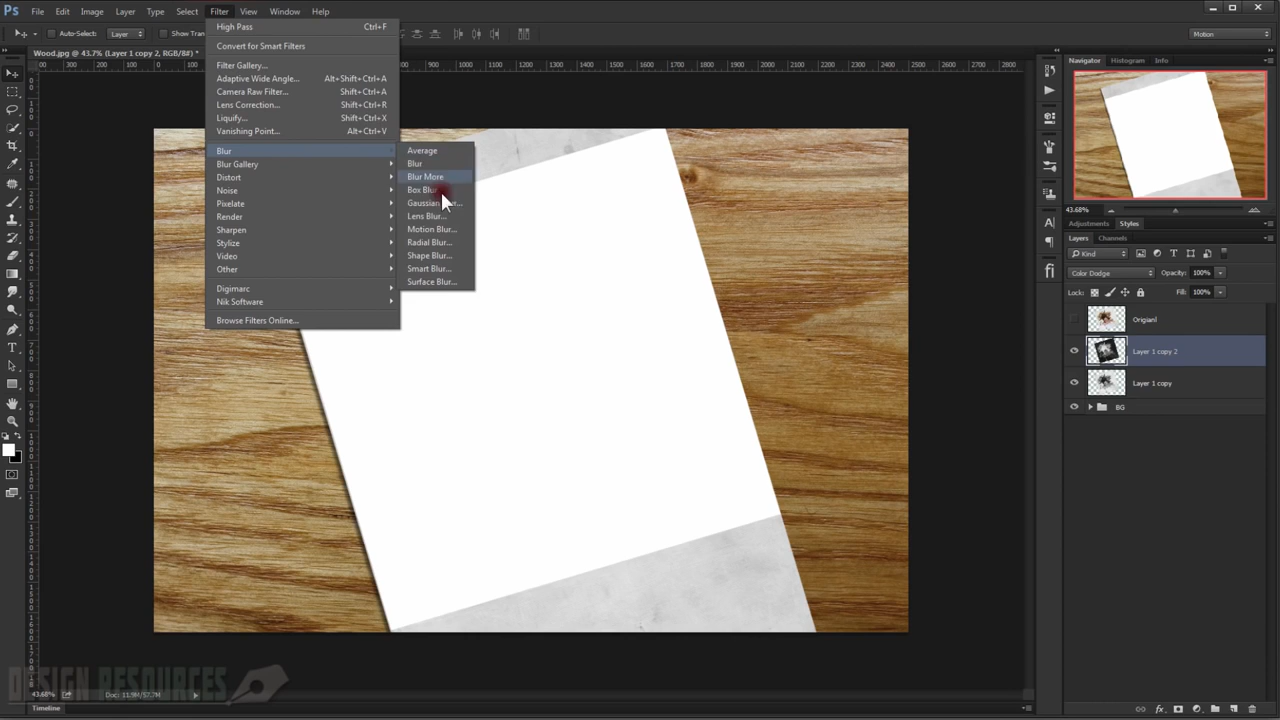 Ps File Edit Image Layer Type Select Filter View Window Help
Auto-Select: Layer Show Tran
Motion
Wood.jpg @ 43.7% (Layer 1 copy 2, RGB/8#) *
High Pass Ctrl+F
Convert for Smart Filters
Filter Gallery...
Adaptive Wide Angle... Alt+Shift+Ctrl+A
Camera Raw Filter... Shift+Ctrl+A
Lens Correction... Shift+Ctrl+R
Liquify... Shift+Ctrl+X
Vanishing Point... Alt+Ctrl+V
Blur
Blur Gallery
Distort
Noise
Pixelate
Render
Sharpen
Stylize
Video
Other
Digimarc
Nik Software
Browse Filters Online...
Average
Blur
Blur More
Box Blur
Gaussian
Lens Blur...
Motion Blur...
Radial Blur...
Shape Blur...
Smart Blur...
Surface Blur...
Navigator Histogram Info
43.68%
Adjustments Styles
Layers Channels
Kind
Color Dodge Opacity: 100%
Lock: Fill: 100%
Origianl
Layer 1 copy 2
Layer 1 copy
BG
DESIGN RESOURCES
43.68% Doc: 11.9M/57.7M
Timeline